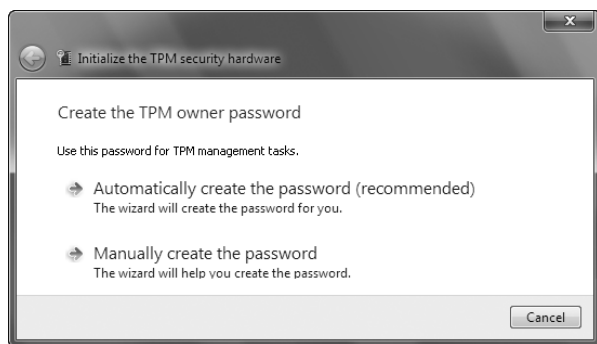 Initialize the TPM security hardware
Create the TPM owner password
Use this password for TPM management tasks.
Automatically create the password (recommended)
The wizard will create the password for you.
Manually create the password
The wizard will help you create the password.
Cancel